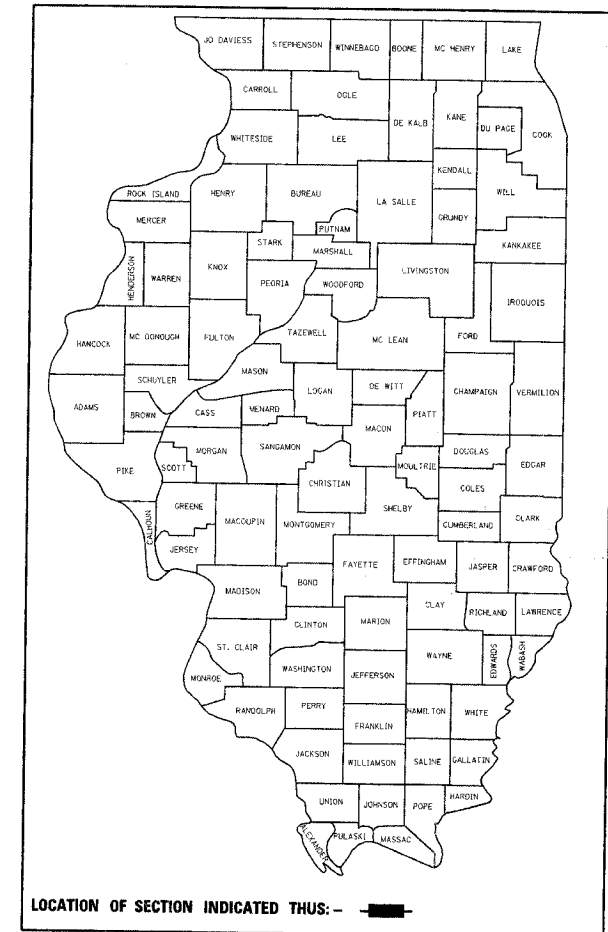 JO DAVIESS STEPHENSON WINNEBAGO BOONE MC HENRY LAKE
CARROLL OGLE
DE KALB KANE DU PAGE COOK
WHITESIDE LEE
KENDALL
ROCK ISLAND HENRY BUREAU LA SALLE WILL
MERCER PUTNAM GRUNDY
STARK MARSHALL KANKAKEE
HENDERSON WARREN KNOX PEORIA WOODFORD LIVINGSTON
IROQUOIS
HANCOCK MC DONOUGH FULTON TAZEWELL MC LEAN FORD
MASON
SCHUYLER LOGAN DE WITT CHAMPAIGN VERMILION
ADAMS BROWN CASS MENARD PIATT
MACON
MORGAN SANGAMON DOUGLAS
PIKE SCOTT MOULTRIE EDGAR
CHRISTIAN COLES
GREENE SHELBY
CALHOUN MACOUPIN MONTGOMERY CUMBERLAND CLARK
JERSEY
FAYETTE EFFINGHAM JASPER CRAWFORD
MADISON BOND
CLAY RICHLAND LAWRENCE
CLINTON MARION
ST. CLAIR WAYNE EDWARDS WABASH
WASHINGTON JEFFERSON
MONROE
RANDOLPH PERRY HAMILTON WHITE
FRANKLIN
JACKSON WILLIAMSON SALINE GALLATIN
UNION JOHNSON POPE HARDIN
ALEXANDER PULASKI MASSAC
LOCATION OF SECTION INDICATED THUS: -